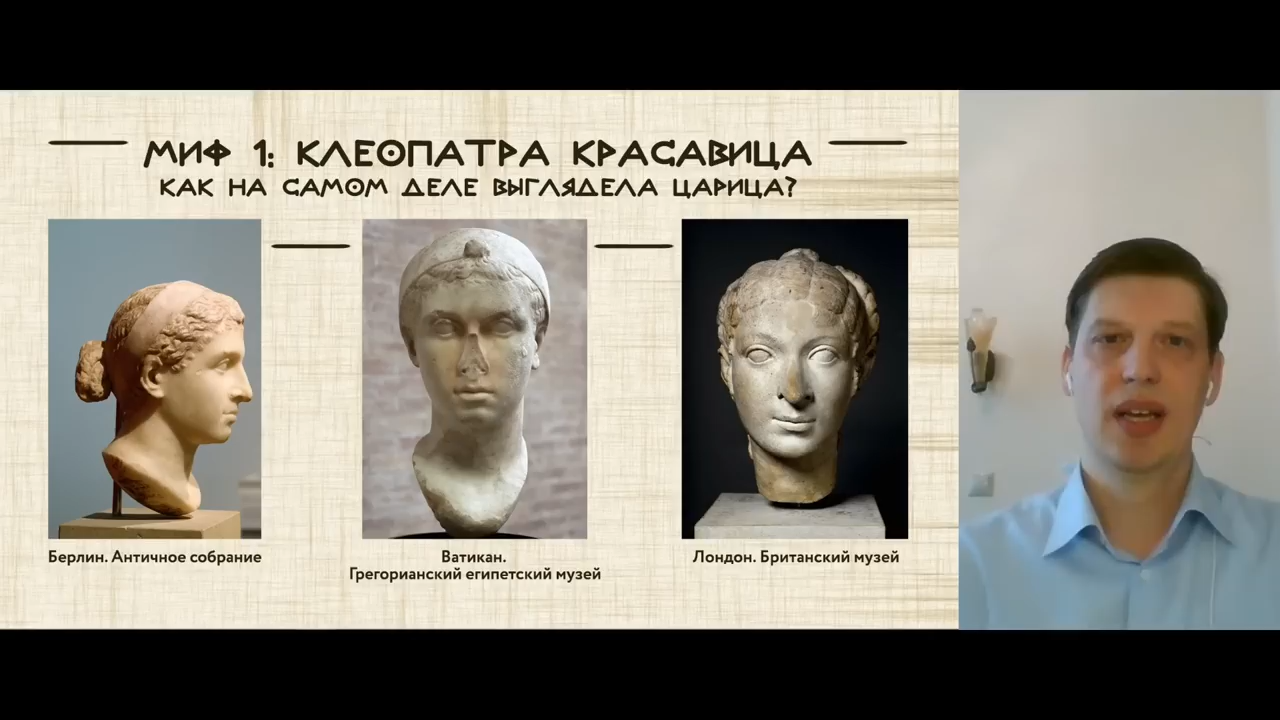 МИФ 1: КЛЕОПАТРА КРАСАВИЦА
КАК НА САМОМ ДЕЛЕ ВЫГЛЯДЕЛА ЦАРИЦА?
Берлин. Античное собрание
Ватикан.
Грегорианский египетский музей
Лондон. Британский музей